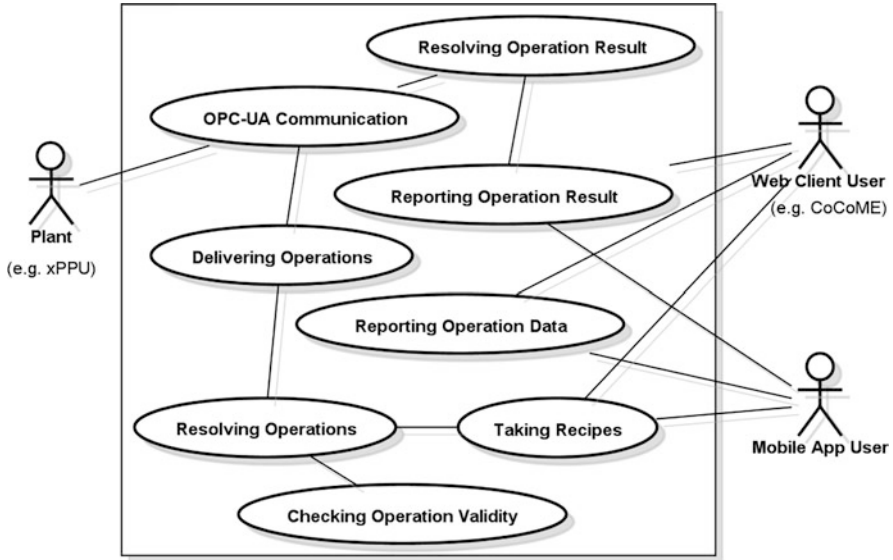 Resolving Operation Result
OPC-UA Communication
Reporting Operation Result
Web Client User
(e.g. CoCoME)
Plant
(e.g. xPPU)
Delivering Operations
Reporting Operation Data
Resolving Operations
Taking Recipes
Mobile App User
Checking Operation Validity